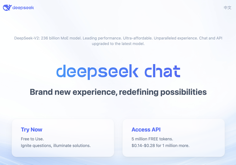 deepseek
中文
DeepSeek-V2: 236 billion MoE model. Leading performance. Ultra-affordable. Unparalleled experience. Chat and API
upgraded to the latest model.
deepseek chat
Brand new experience, redefining possibilities
Try Now
Free to Use.
Ignite questions, illuminate solutions.
Access API
5 million FREE tokens.
$0.14-$0.28 for 1 million more.